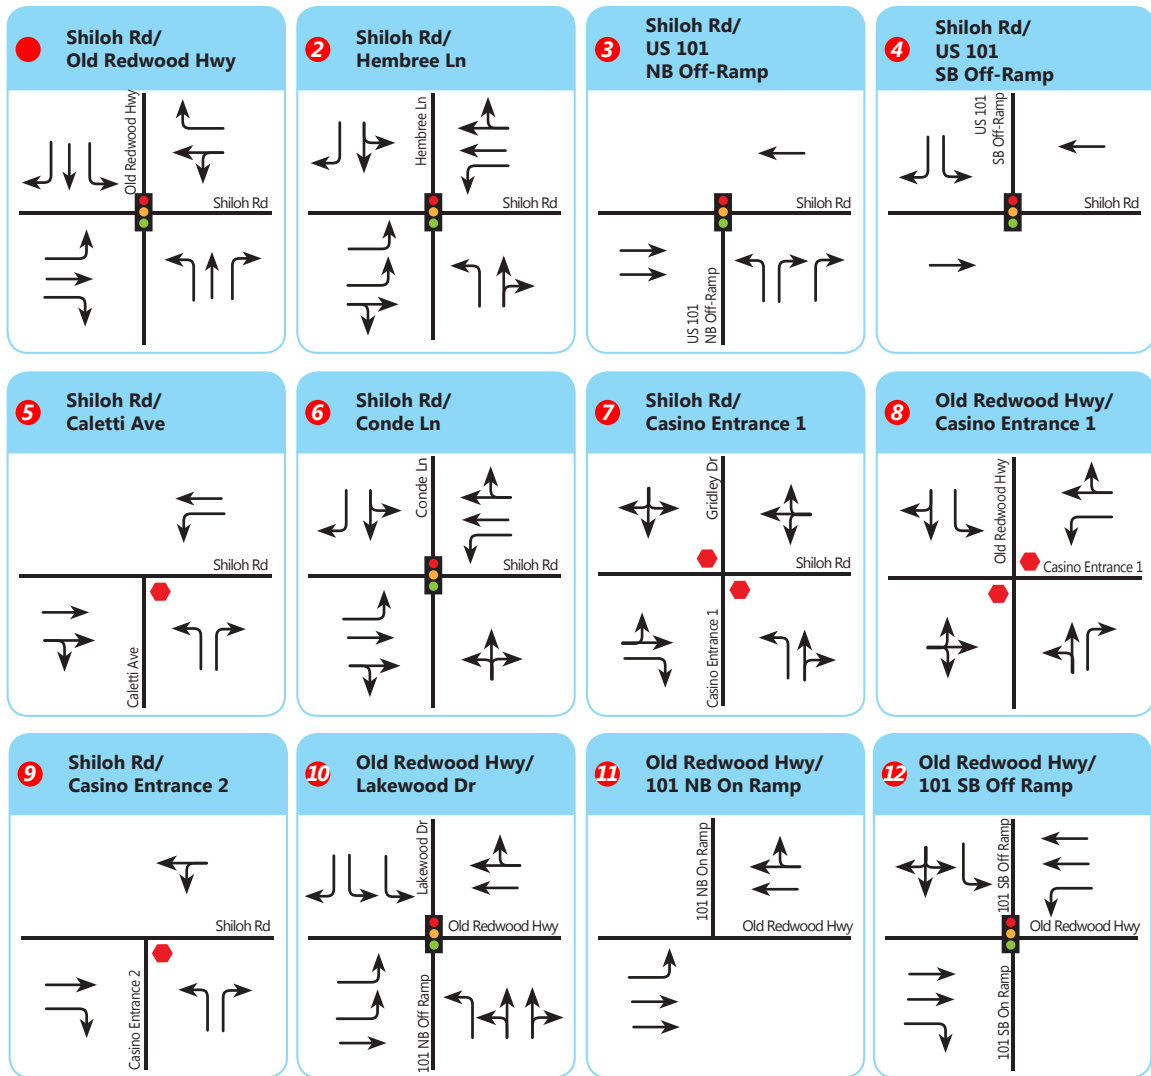 Shiloh Rd/
Old Redwood Hwy
Old Redwood Hwy
Shiloh Rd
2
Shiloh Rd/
Hembree Ln
Hembree Ln
Shiloh Rd
3
Shiloh Rd/
US 101
NB Off-Ramp
Shiloh Rd
US 101
NB Off-Ramp
4
Shiloh Rd/
US 101
SB Off-Ramp
US 101
SB Off-Ramp
Shiloh Rd
5
Shiloh Rd/
Caletti Ave
Shiloh Rd
Caletti Ave
6
Shiloh Rd/
Conde Ln
Conde Ln
Shiloh Rd
7
Shiloh Rd/
Casino Entrance 1
Gridley Dr
Shiloh Rd
Casino Entrance 1
8
Old Redwood Hwy/
Casino Entrance 1
Old Redwood Hwy
Casino Entrance 1
9
Shiloh Rd/
Casino Entrance 2
Shiloh Rd
Casino Entrance 2
10
Old Redwood Hwy/
Lakewood Dr
Lakewood Dr
Old Redwood Hwy
101 NB Off Ramp
11
Old Redwood Hwy/
101 NB On Ramp
101 NB On Ramp
Old Redwood Hwy
12
Old Redwood Hwy/
101 SB Off Ramp
101 SB Off Ramp
Old Redwood Hwy
101 SB On Ramp